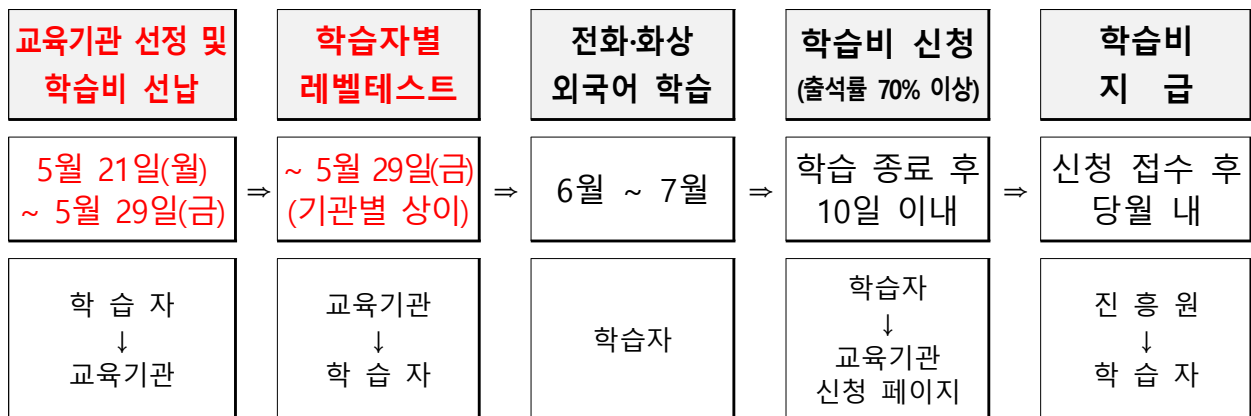 교육기관 선정 및
학습비 선납
학습자별
레벨테스트
전화·화상
외국어 학습
학습비 신청
(출석률 70% 이상)
학습비
지 급
5월 21일(월)
~ 5월 29일(금)
⇒
~ 5월 29일(금)
(기관별 상이)
⇒
6월 ~ 7월
⇒
학습 종료 후
10일 이내
⇒
신청 접수 후
당월 내
학 습 자
↓
교육기관
교육기관
↓
학 습 자
학습자
학습자
↓
교육기관
신청 페이지
진 흥 원
↓
학 습 자